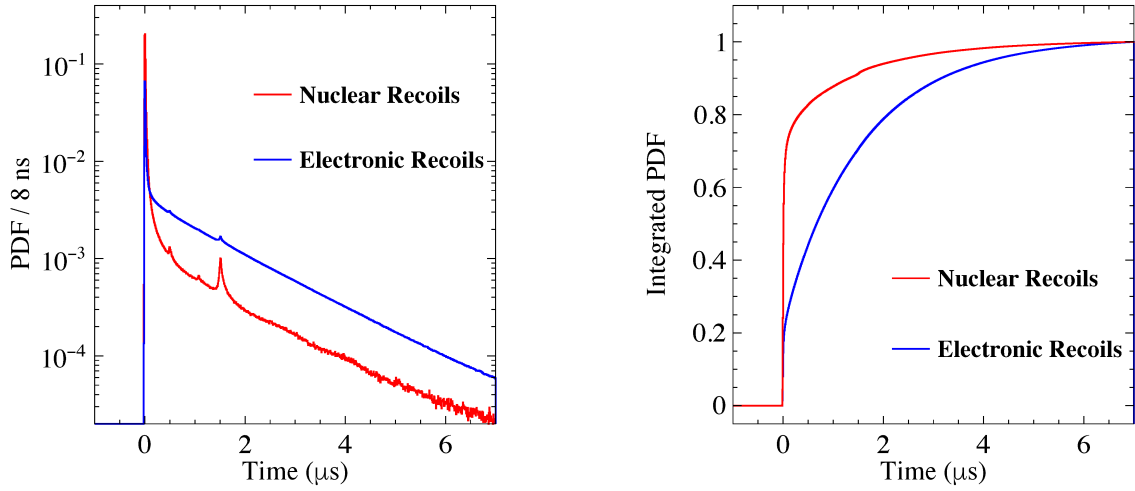 PDF / 8 ns
10⁻¹
10⁻²
10⁻³
10⁻⁴
Nuclear Recoils
Electronic Recoils
0 2 4 6
Time (μs)
Integrated PDF
1
0.8
0.6
0.4
0.2
0
Nuclear Recoils
Electronic Recoils
0 2 4 6
Time (μs)